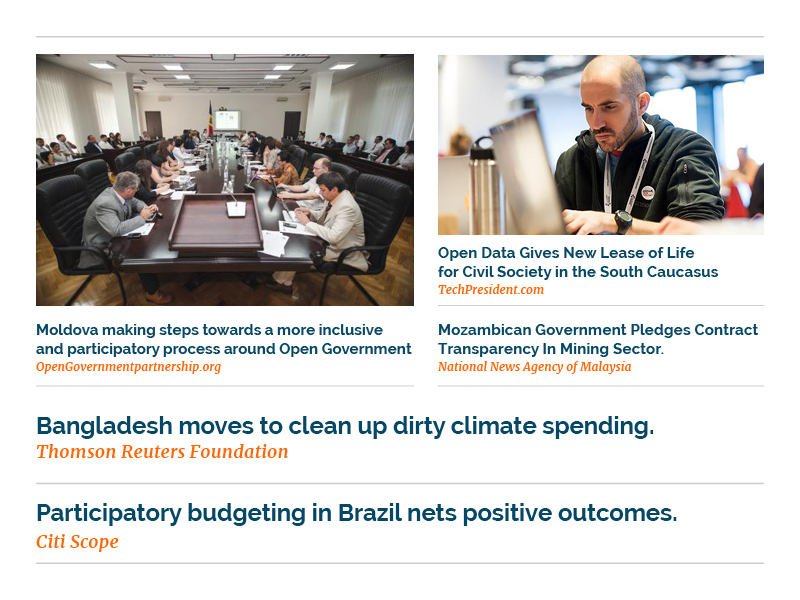 Moldova making steps towards a more inclusive
and participatory process around Open Government
OpenGovernmentpartnership.org
Open Data Gives New Lease of Life
for Civil Society in the South Caucasus
TechPresident.com
Mozambican Government Pledges Contract
Transparency In Mining Sector.
National News Agency of Malaysia
Bangladesh moves to clean up dirty climate spending.
Thomson Reuters Foundation
Participatory budgeting in Brazil nets positive outcomes.
Citi Scope